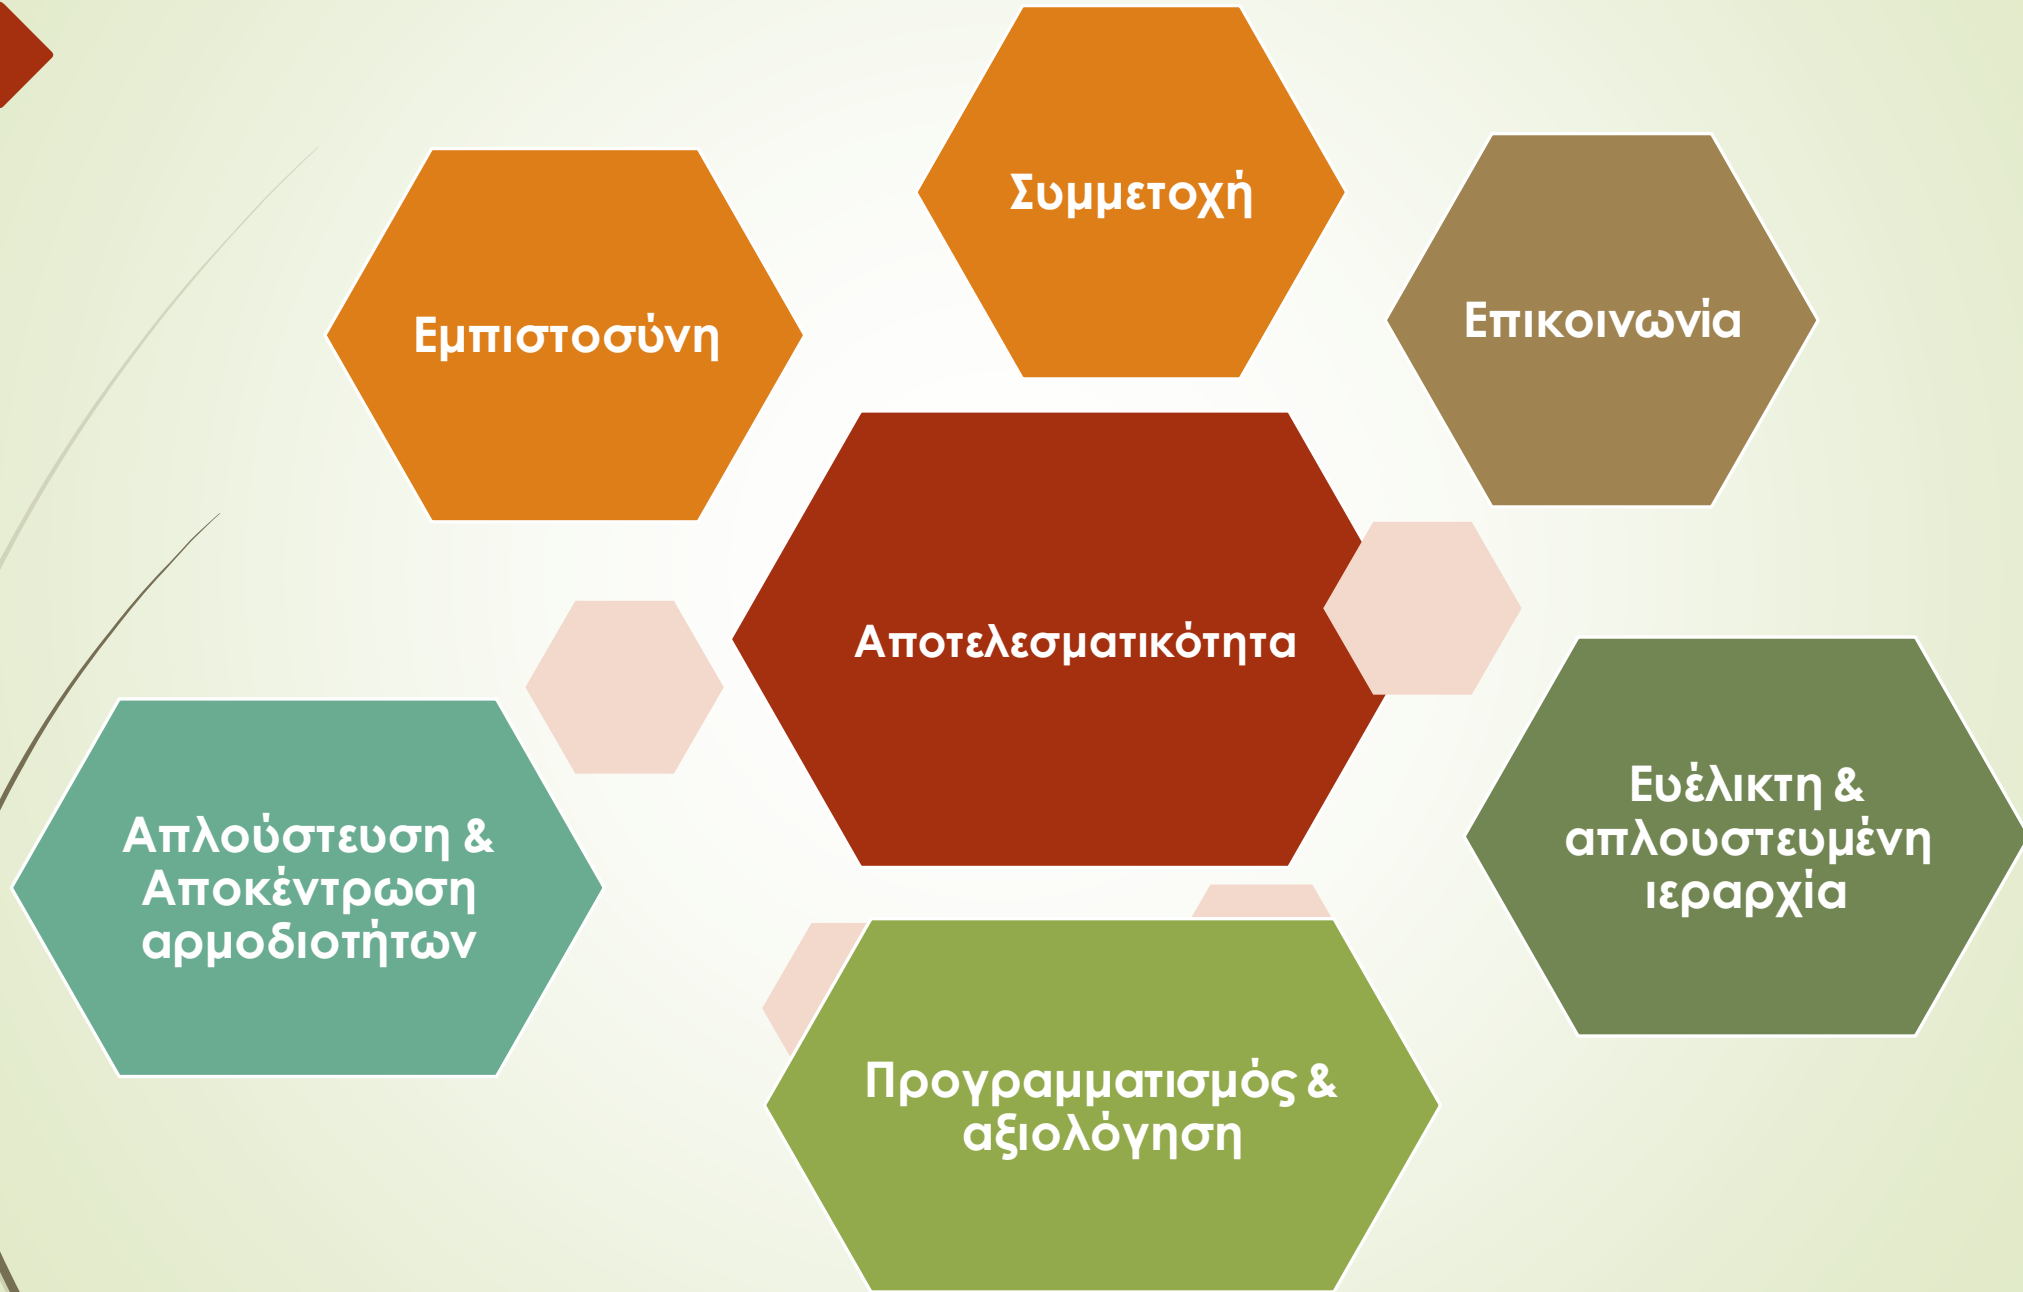 Συμμετοχή
Εμπιστοσύνη
Επικοινωνία
Αποτελεσματικότητα
Ευέλικτη &
απλουστευμένη
ιεραρχία
Απλούστευση &
Αποκέντρωση
αρμοδιοτήτων
Προγραμματισμός &
αξιολόγηση